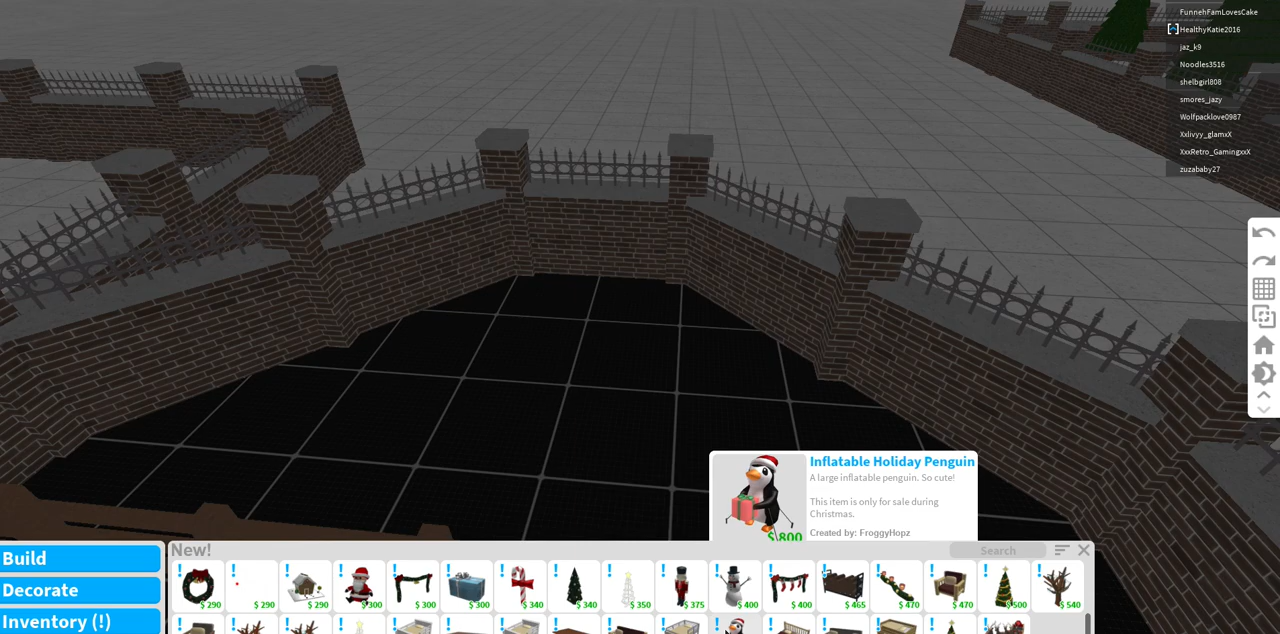 FunnehFamLovesCake
HealthyKatie2016
jaz_k9
Noodles3516
shelbgirl808
smores_jazy
Wolfpacklove0987
Xxlivyy_glamxX
XxxRetro_GamingxxX
zuzababy27
Inflatable Holiday Penguin
A large inflatable penguin. So cute!
This item is only for sale during
Christmas.
Created by: FroggyHopz
$ 800
New!
Search
Build
Decorate
Inventory (!)
! ! ! ! ! ! ! ! ! ! ! ! ! ! ! ! !
$ 290 $ 290 $ 290 $ 300 $ 300 $ 300 $ 340 $ 340 $ 350 $ 375 $ 400 $ 400 $ 465 $ 470 $ 470 $ 500 $ 540
! ! ! ! ! ! ! ! ! ! ! ! ! ! ! !